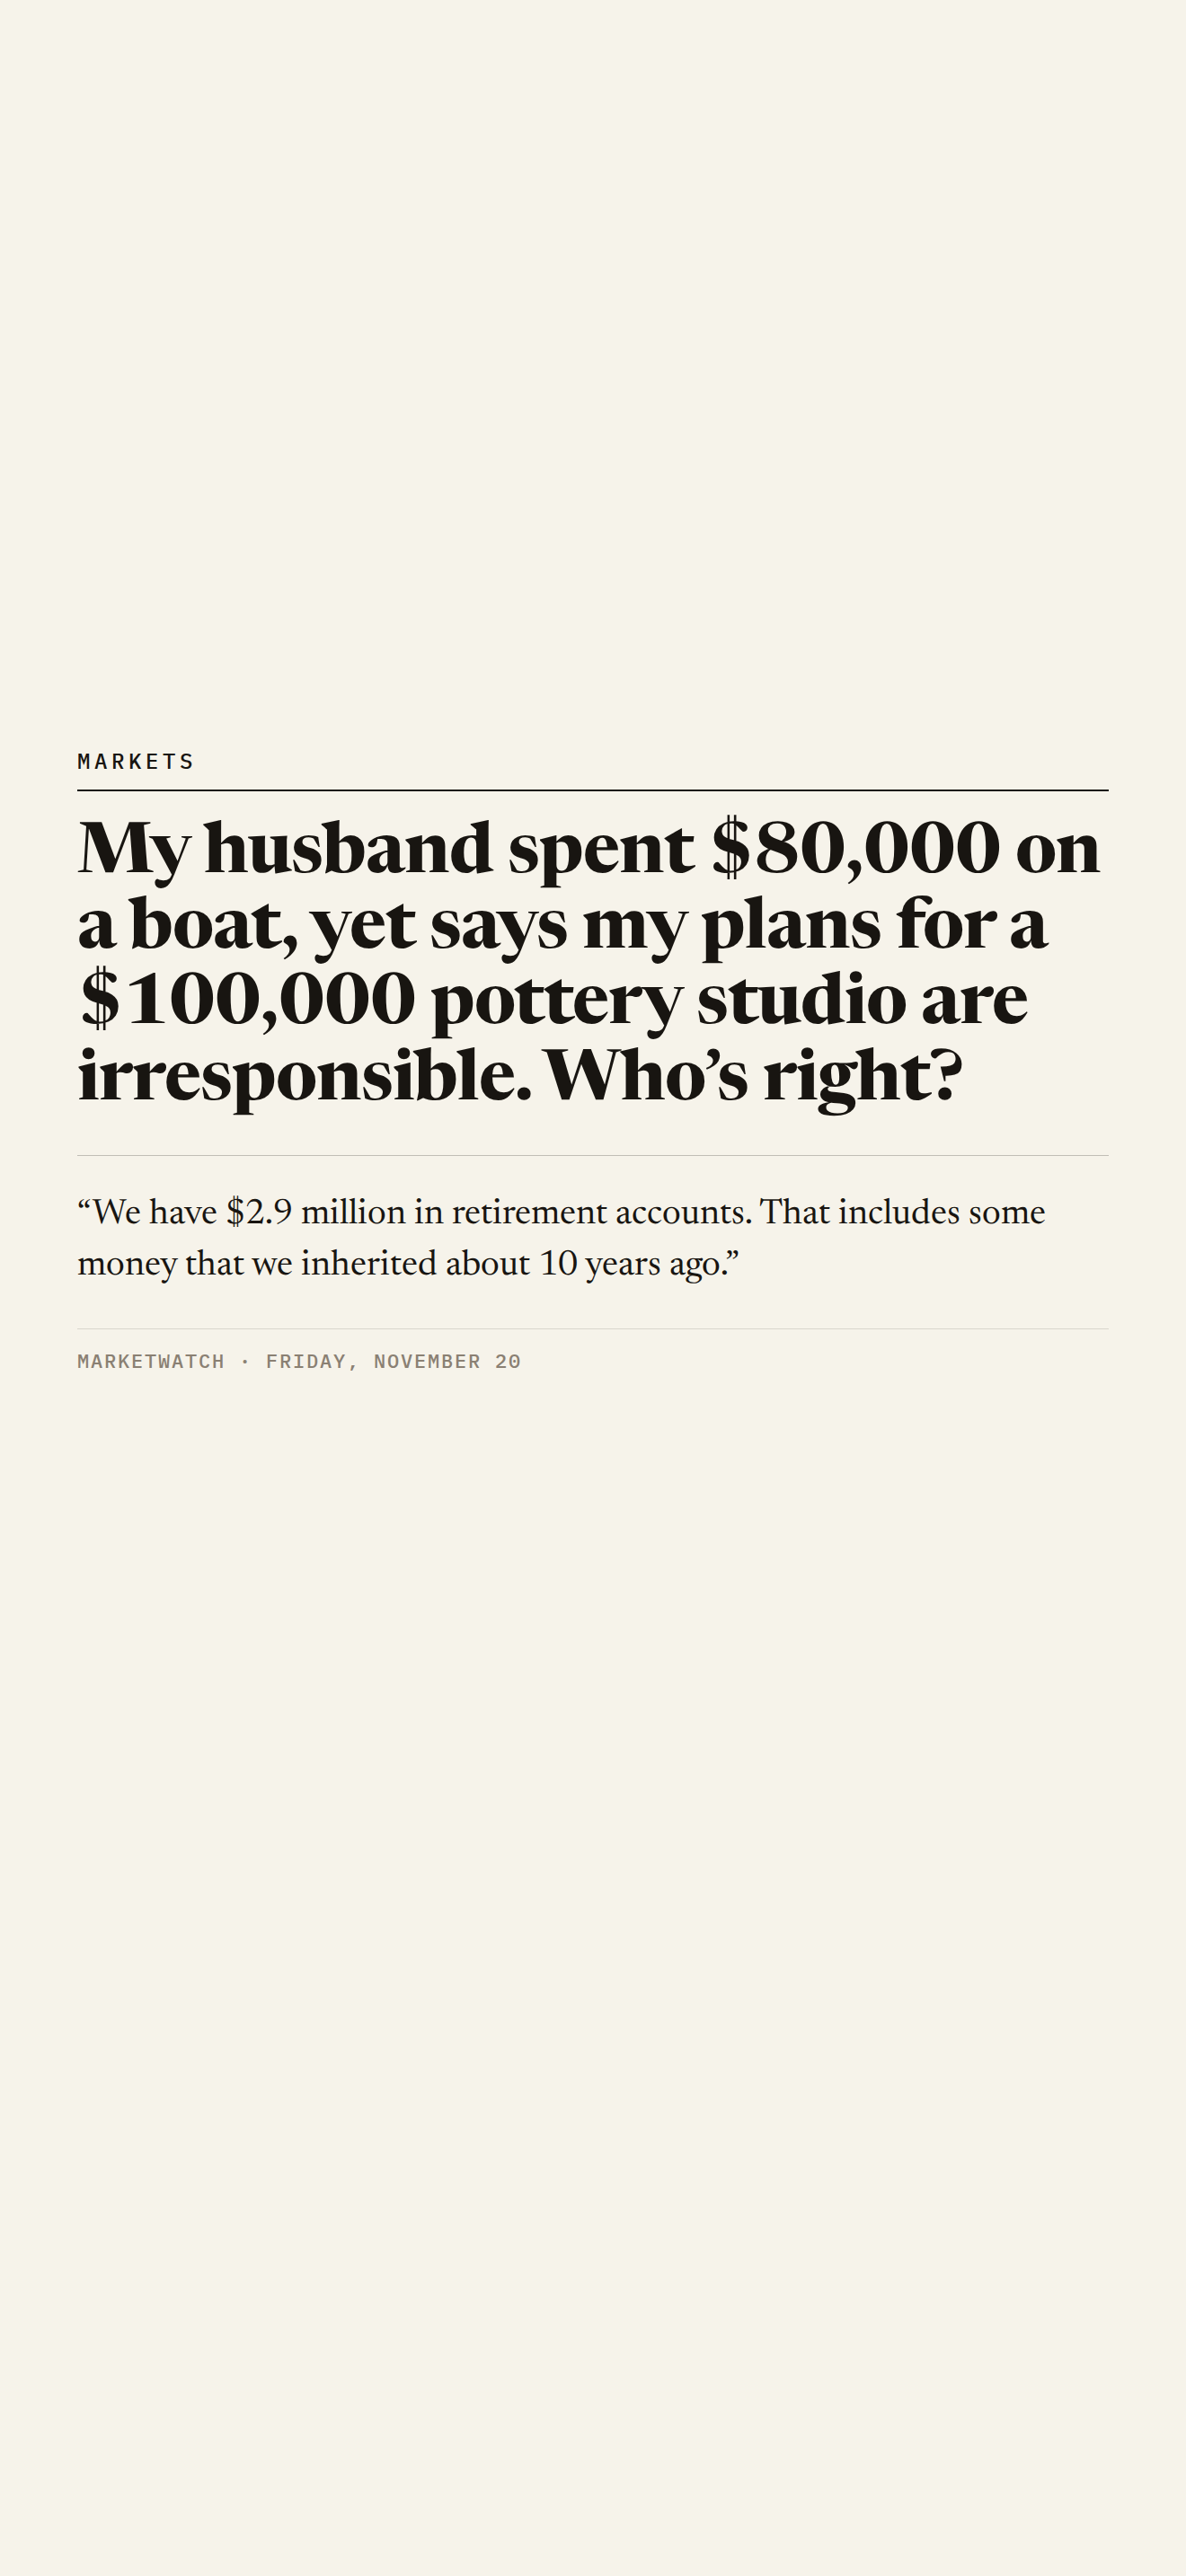 MARKETS
My husband spent $80,000 on
a boat, yet says my plans for a
$100,000 pottery studio are
irresponsible. Who’s right?
“We have $2.9 million in retirement accounts. That includes some
money that we inherited about 10 years ago.”
MARKETWATCH · FRIDAY, NOVEMBER 20